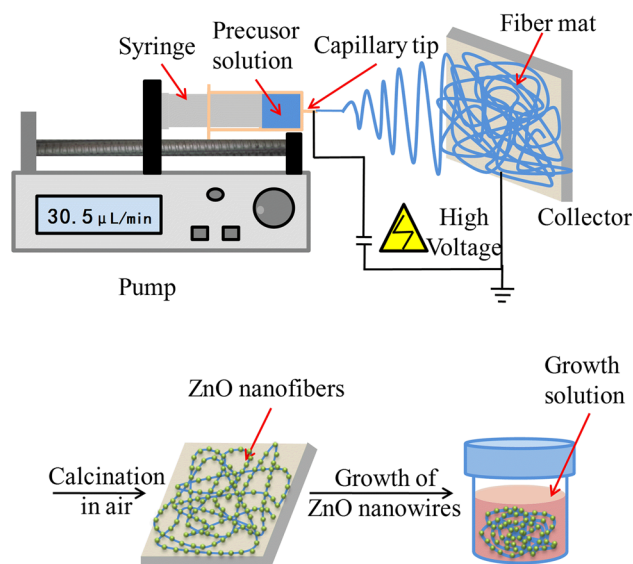 Fiber mat
Precusor
solution
Syringe
Capillary tip
30.5 μL/min
High
Voltage
Collector
Pump
ZnO nanofibers
Growth
solution
Calcination
in air
Growth of
ZnO nanowires